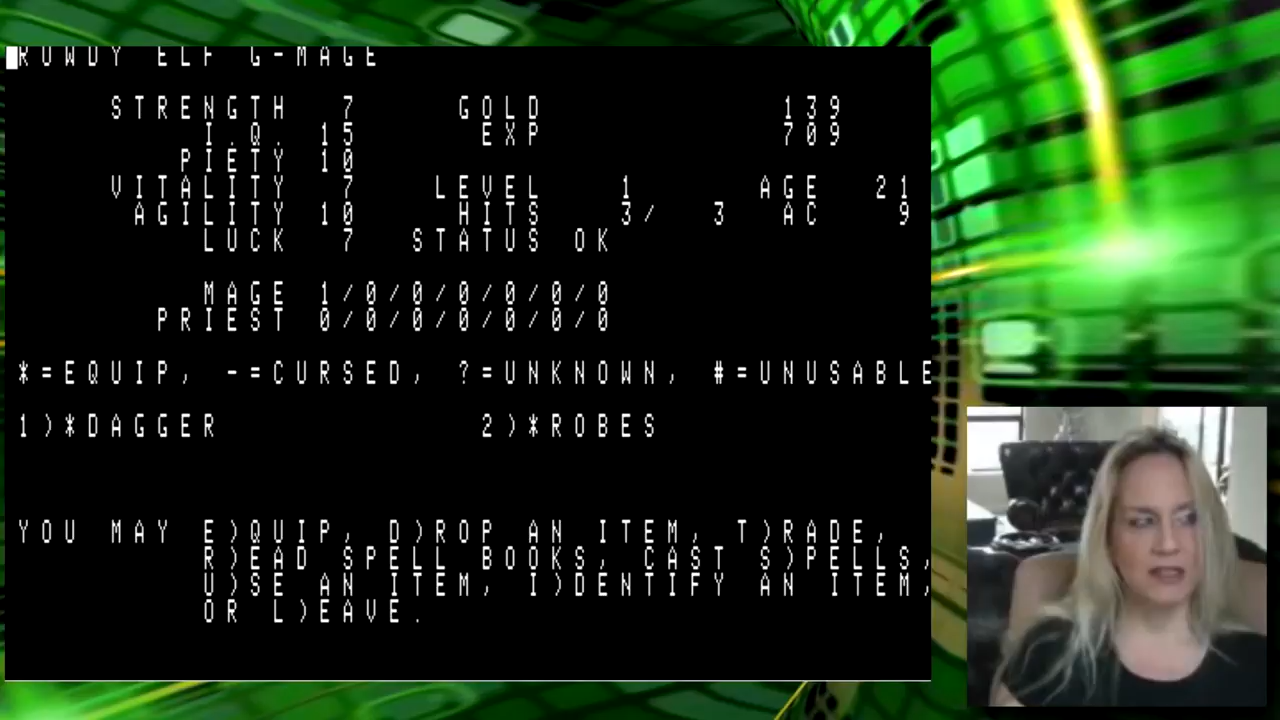 ROWDY ELF G-MAGE
STRENGTH 7 GOLD 139
I.Q. 15 EXP 709
PIETY 10
VITALITY 7 LEVEL 1 AGE 21
AGILITY 10 HITS 3/ 3 AC 9
LUCK 7 STATUS OK
MAGE 1/0/0/0/0/0/0
PRIEST 0/0/0/0/0/0/0
*=EQUIP, -=CURSED, ?=UNKNOWN, #=UNUSABLE
1)*DAGGER 2)*ROBES
YOU MAY E)QUIP, D)ROP AN ITEM, T)RADE,
R)EAD SPELL BOOKS, CAST S)PELLS,
U)SE AN ITEM, I)DENTIFY AN ITEM,
OR L)EAVE.